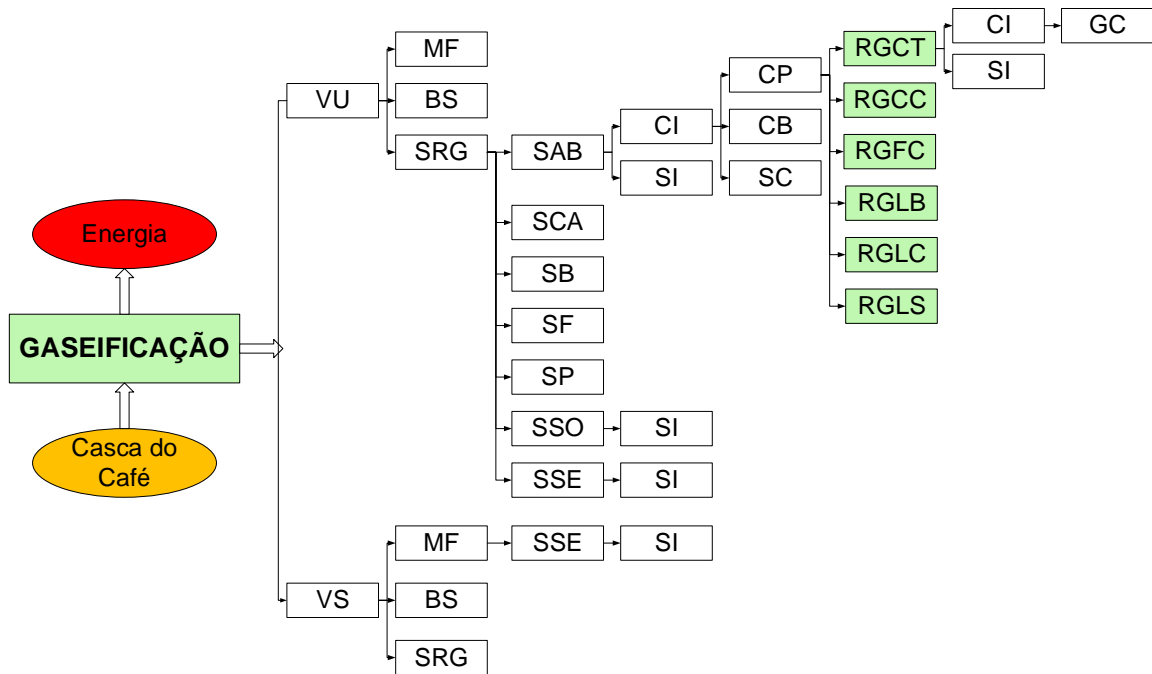 MF
VU
BS
SRG
SAB
CI
SI
CP
CB
SC
RGCT
RGCC
RGFC
RGLB
RGLC
RGLS
CI
SI
GC
SCA
SB
SF
SP
SSO
SI
SSE
SI
Energia
GASEIFICAÇÃO
Casca do
Café
VS
MF
SSE
SI
BS
SRG